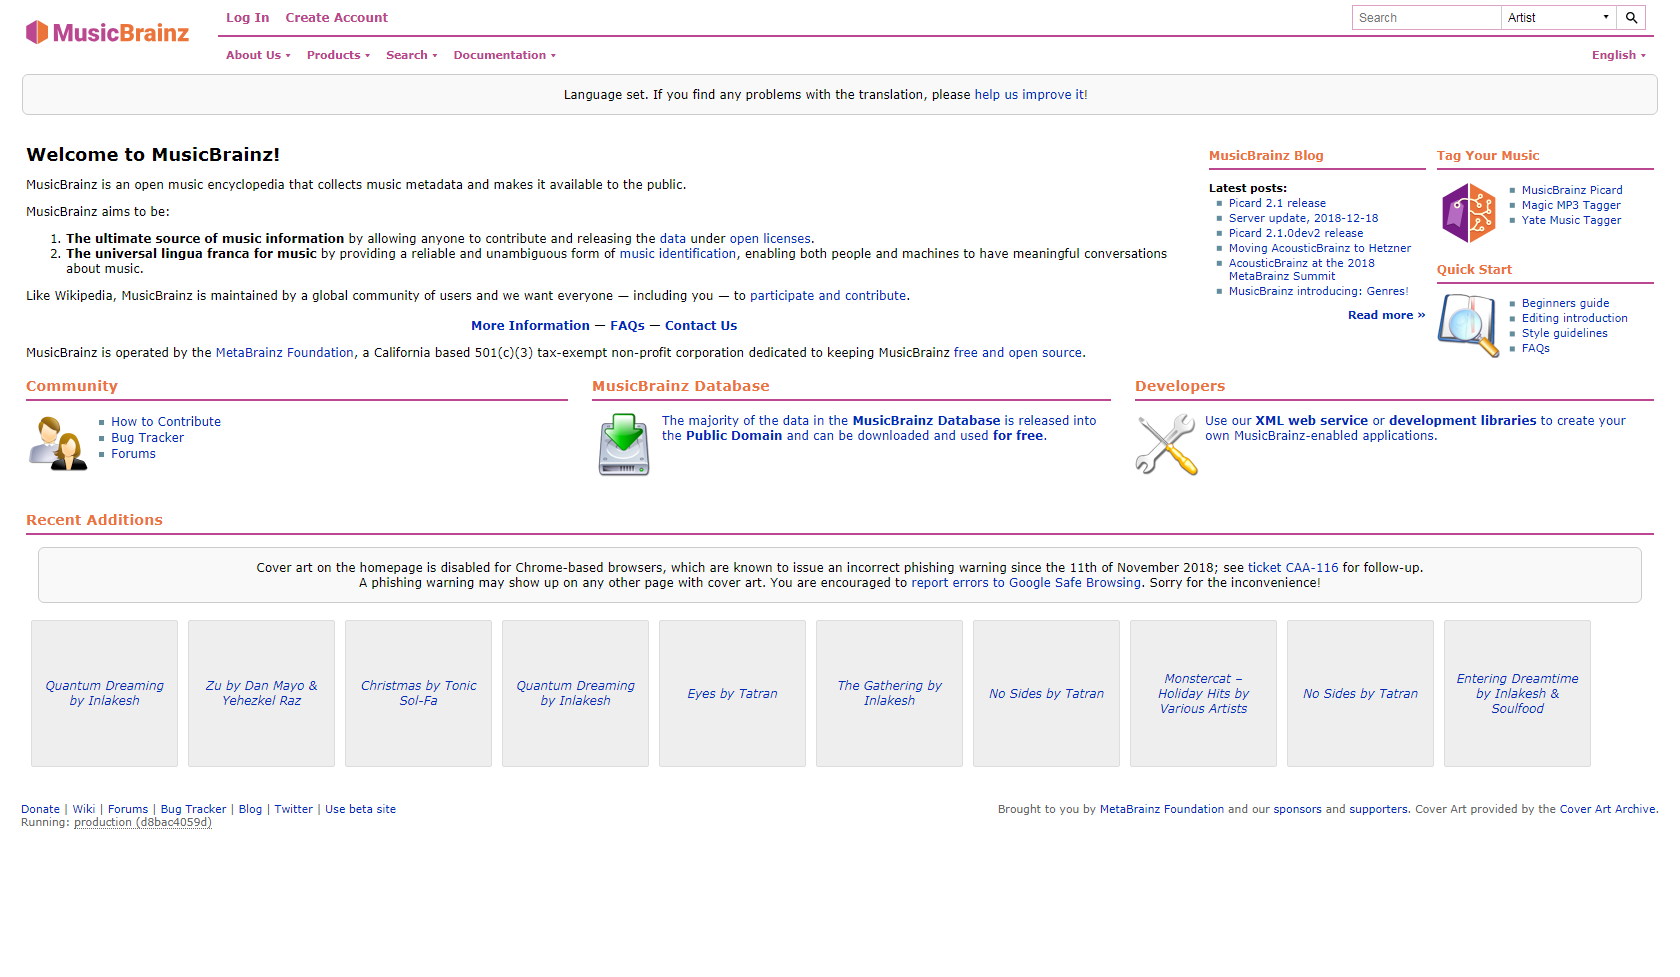 MusicBrainz
Log In Create Account
Search Artist
About Us Products Search Documentation English
Language set. If you find any problems with the translation, please help us improve it!
Welcome to MusicBrainz!
MusicBrainz is an open music encyclopedia that collects music metadata and makes it available to the public.
MusicBrainz aims to be:
1. The ultimate source of music information by allowing anyone to contribute and releasing the data under open licenses.
2. The universal lingua franca for music by providing a reliable and unambiguous form of music identification, enabling both people and machines to have meaningful conversations
about music.
Like Wikipedia, MusicBrainz is maintained by a global community of users and we want everyone — including you — to participate and contribute.
More Information — FAQs — Contact Us
MusicBrainz is operated by the MetaBrainz Foundation, a California based 501(c)(3) tax-exempt non-profit corporation dedicated to keeping MusicBrainz free and open source.
MusicBrainz Blog
Latest posts:
Picard 2.1 release
Server update, 2018-12-18
Picard 2.1.0dev2 release
Moving AcousticBrainz to Hetzner
AcousticBrainz at the 2018
MetaBrainz Summit
MusicBrainz introducing: Genres!
Read more »
Tag Your Music
MusicBrainz Picard
Magic MP3 Tagger
Yate Music Tagger
Quick Start
Beginners guide
Editing introduction
Style guidelines
FAQs
Community
How to Contribute
Bug Tracker
Forums
MusicBrainz Database
The majority of the data in the MusicBrainz Database is released into
the Public Domain and can be downloaded and used for free.
Developers
Use our XML web service or development libraries to create your
own MusicBrainz-enabled applications.
Recent Additions
Cover art on the homepage is disabled for Chrome-based browsers, which are known to issue an incorrect phishing warning since the 11th of November 2018; see ticket CAA-116 for follow-up.
A phishing warning may show up on any other page with cover art. You are encouraged to report errors to Google Safe Browsing. Sorry for the inconvenience!
Quantum Dreaming
by Inlakesh
Zu by Dan Mayo &
Yehezkel Raz
Christmas by Tonic
Sol-Fa
Quantum Dreaming
by Inlakesh
Eyes by Tatran
The Gathering by
Inlakesh
No Sides by Tatran
Monstercat –
Holiday Hits by
Various Artists
No Sides by Tatran
Entering Dreamtime
by Inlakesh &
Soulfood
Donate | Wiki | Forums | Bug Tracker | Blog | Twitter | Use beta site
Running: production (d8bac4059d)
Brought to you by MetaBrainz Foundation and our sponsors and supporters. Cover Art provided by the Cover Art Archive.